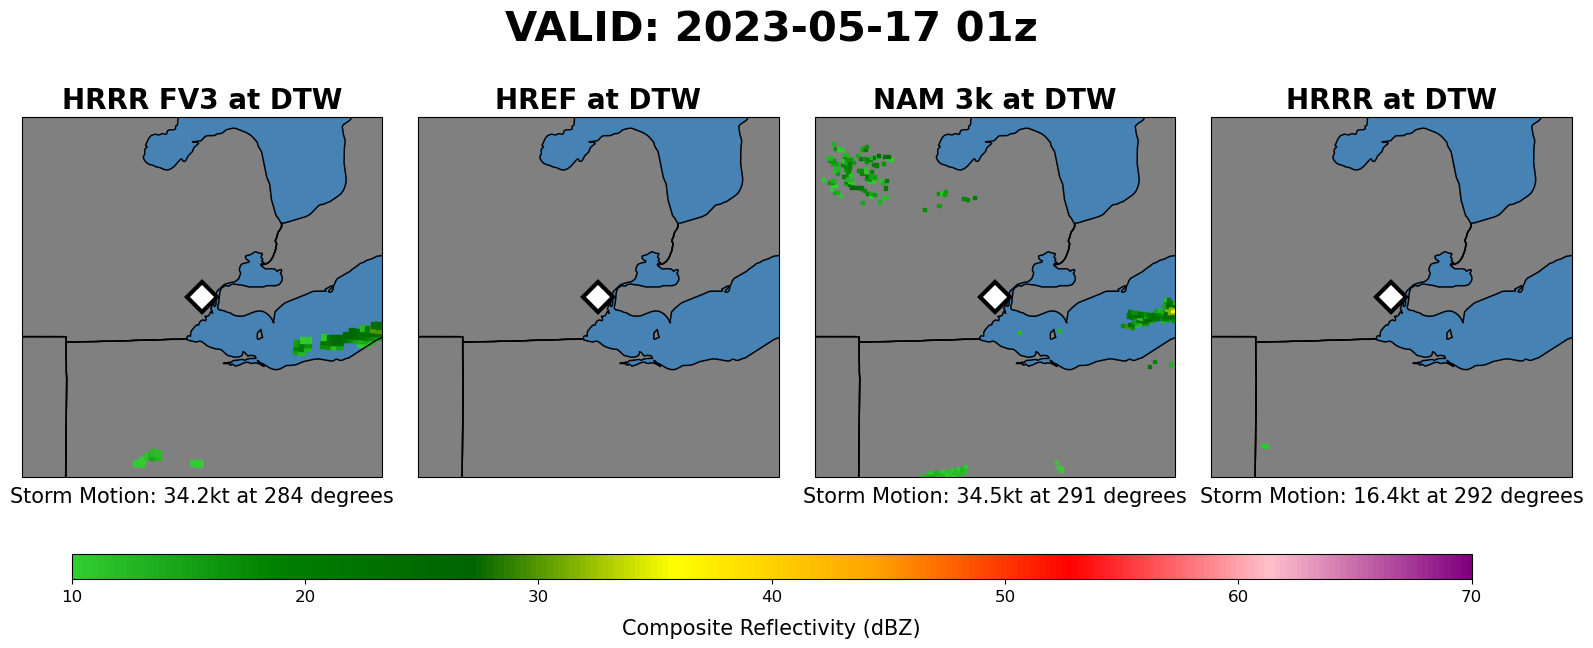 VALID: 2023-05-17 01z
HRRR FV3 at DTW
HREF at DTW
NAM 3k at DTW
HRRR at DTW
Storm Motion: 34.2kt at 284 degrees
Storm Motion: 34.5kt at 291 degrees
Storm Motion: 16.4kt at 292 degrees
10 20 30 40 50 60 70
Composite Reflectivity (dBZ)